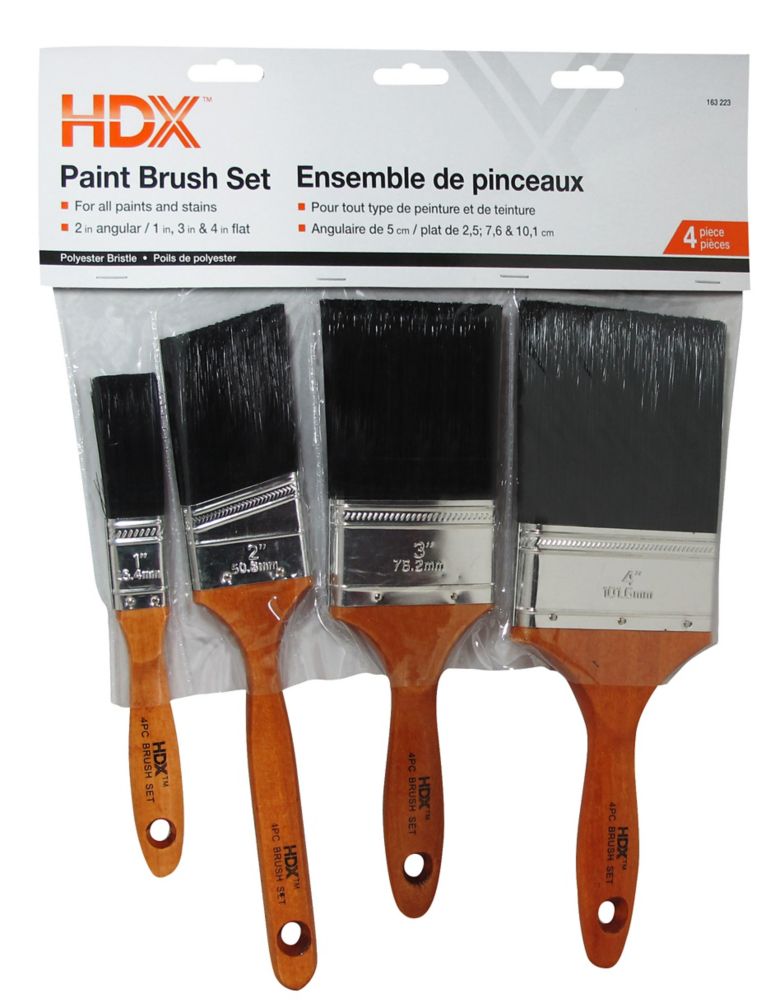 HDX™
163 223
Paint Brush Set
For all paints and stains
2 in angular / 1 in, 3 in & 4 in flat
Ensemble de pinceaux
Pour tout type de peinture et de teinture
Angulaire de 5 cm / plat de 2,5; 7,6 & 10,1 cm
4 piece
pièces
Polyester Bristle • Poils de polyester
1"
2"
50.8mm
3"
76.2mm
4"
101.6mm
HDX™
4PC BRUSH SET
HDX™
4PC BRUSH SET
HDX™
4PC BRUSH SET
HDX™
4PC BRUSH SET